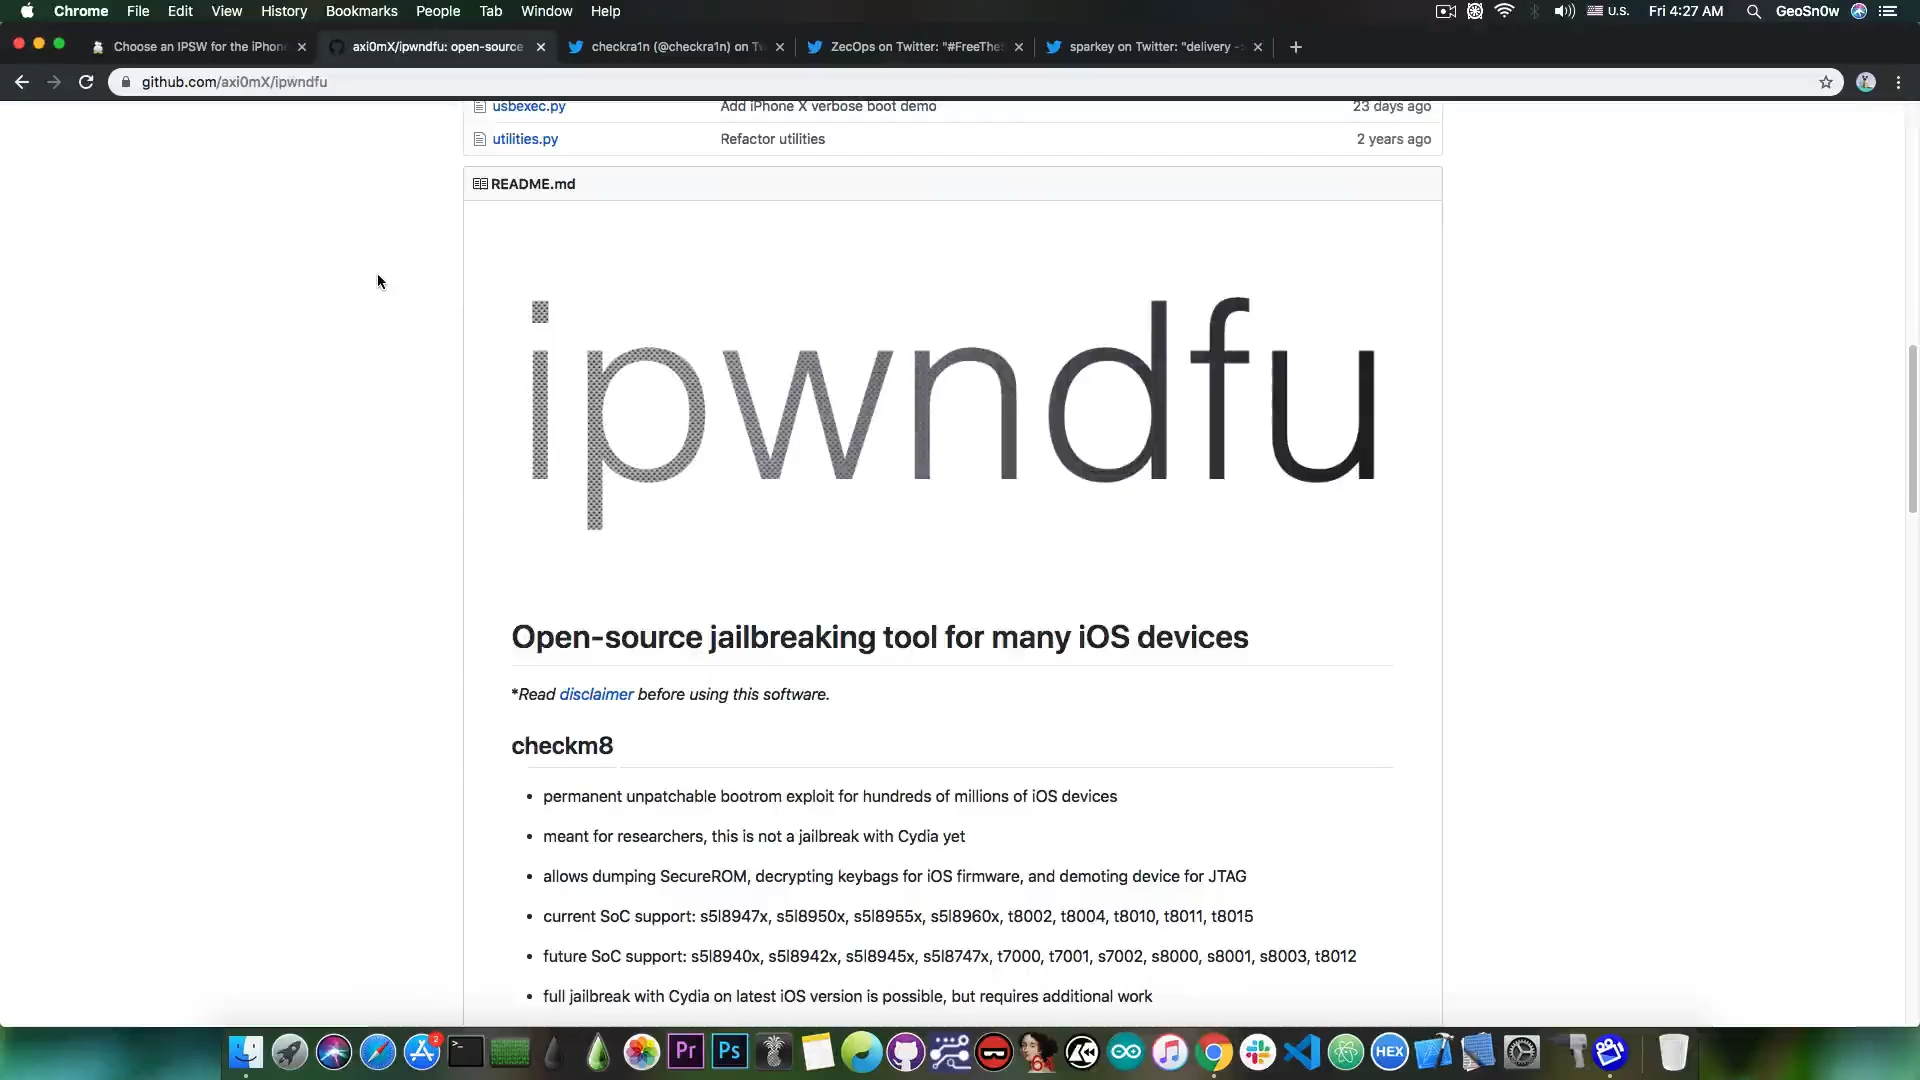 Chrome File Edit View History Bookmarks People Tab Window Help U.S. Fri 4:27 AM GeoSn0w
Choose an IPSW for the iPhon axi0mX/ipwndfu: open-source checkra1n (@checkra1n) on Tw ZecOps on Twitter: "#FreeThe sparkey on Twitter: "delivery -
github.com/axi0mX/ipwndfu
usbexec.py Add iPhone X verbose boot demo 23 days ago
utilities.py Refactor utilities 2 years ago
README.md
ipwndfu
Open-source jailbreaking tool for many iOS devices
*Read disclaimer before using this software.
checkm8
• permanent unpatchable bootrom exploit for hundreds of millions of iOS devices
• meant for researchers, this is not a jailbreak with Cydia yet
• allows dumping SecureROM, decrypting keybags for iOS firmware, and demoting device for JTAG
• current SoC support: s5l8947x, s5l8950x, s5l8955x, s5l8960x, t8002, t8004, t8010, t8011, t8015
• future SoC support: s5l8940x, s5l8942x, s5l8945x, s5l8747x, t7000, t7001, s7002, s8000, s8001, s8003, t8012
• full jailbreak with Cydia on latest iOS version is possible, but requires additional work
2 Pr Ps HEX